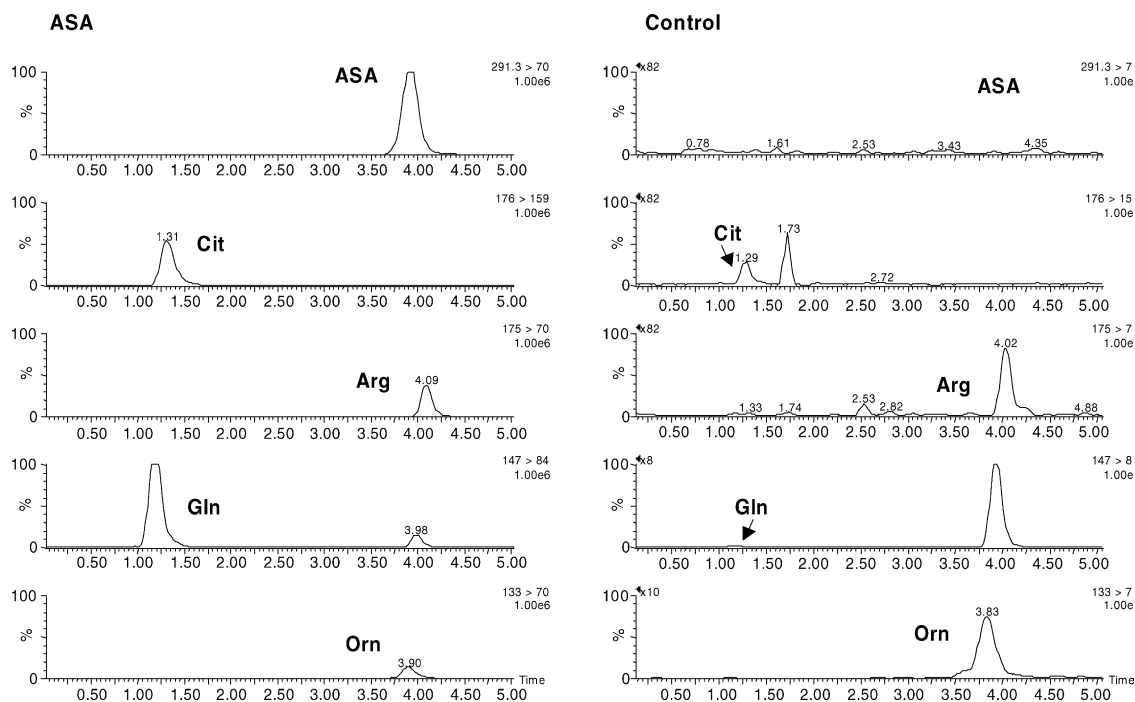 ASA
ASA
291.3 > 70
1.00e6
100
%
0
0.50 1.00 1.50 2.00 2.50 3.00 3.50 4.00 4.50 5.00
176 > 159
1.00e6
100
%
0
1.31
Cit
0.50 1.00 1.50 2.00 2.50 3.00 3.50 4.00 4.50 5.00
175 > 70
1.00e6
100
%
0
Arg
4.09
0.50 1.00 1.50 2.00 2.50 3.00 3.50 4.00 4.50 5.00
147 > 84
1.00e6
100
%
0
Gln
3.98
0.50 1.00 1.50 2.00 2.50 3.00 3.50 4.00 4.50 5.00
133 > 70
1.00e6
100
%
0
Orn
3.90
Time
0.50 1.00 1.50 2.00 2.50 3.00 3.50 4.00 4.50 5.00
Control
x82
291.3 > 7
1.00e
100
%
0
ASA
0.78 1.61 2.53 3.43 4.35
0.50 1.00 1.50 2.00 2.50 3.00 3.50 4.00 4.50 5.00
x82
176 > 15
1.00e
100
%
0
Cit
1.29 1.73 2.72
0.50 1.00 1.50 2.00 2.50 3.00 3.50 4.00 4.50 5.00
x82
175 > 7
1.00e
100
%
0
Arg
1.33 1.74 2.53 2.82 4.02 4.88
0.50 1.00 1.50 2.00 2.50 3.00 3.50 4.00 4.50 5.00
x8
147 > 8
1.00e
100
%
0
Gln
0.50 1.00 1.50 2.00 2.50 3.00 3.50 4.00 4.50 5.00
x10
133 > 7
1.00e
100
%
0
Orn
3.83
Time
0.50 1.00 1.50 2.00 2.50 3.00 3.50 4.00 4.50 5.00